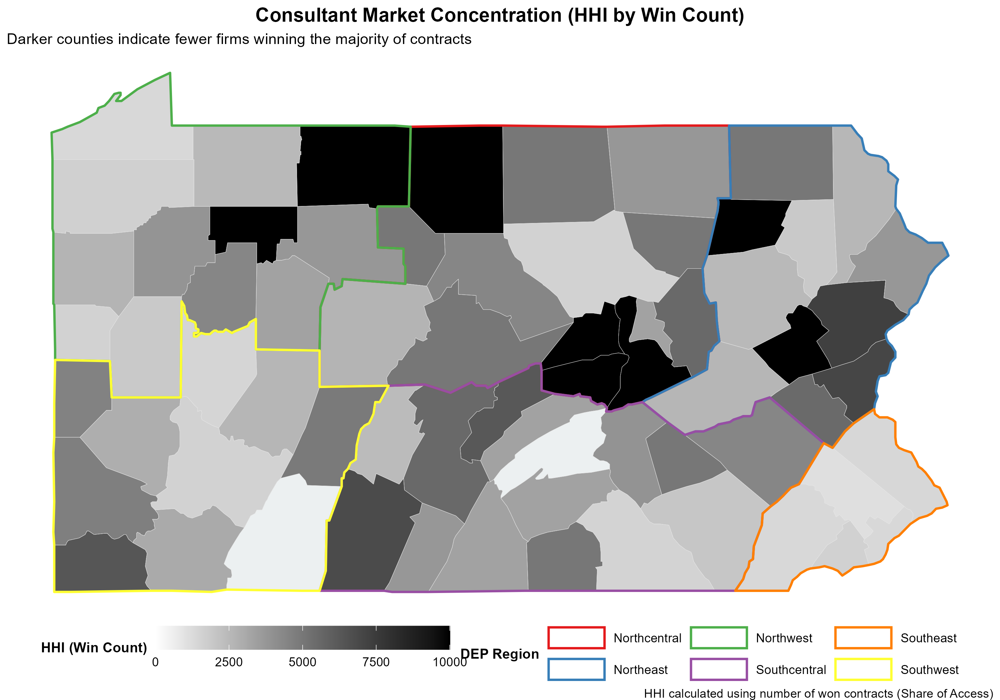 Consultant Market Concentration (HHI by Win Count)
Darker counties indicate fewer firms winning the majority of contracts
HHI (Win Count)
0 2500 5000 7500 10000
DEP Region
Northcentral Northwest Southeast
Northeast Southcentral Southwest
HHI calculated using number of won contracts (Share of Access)